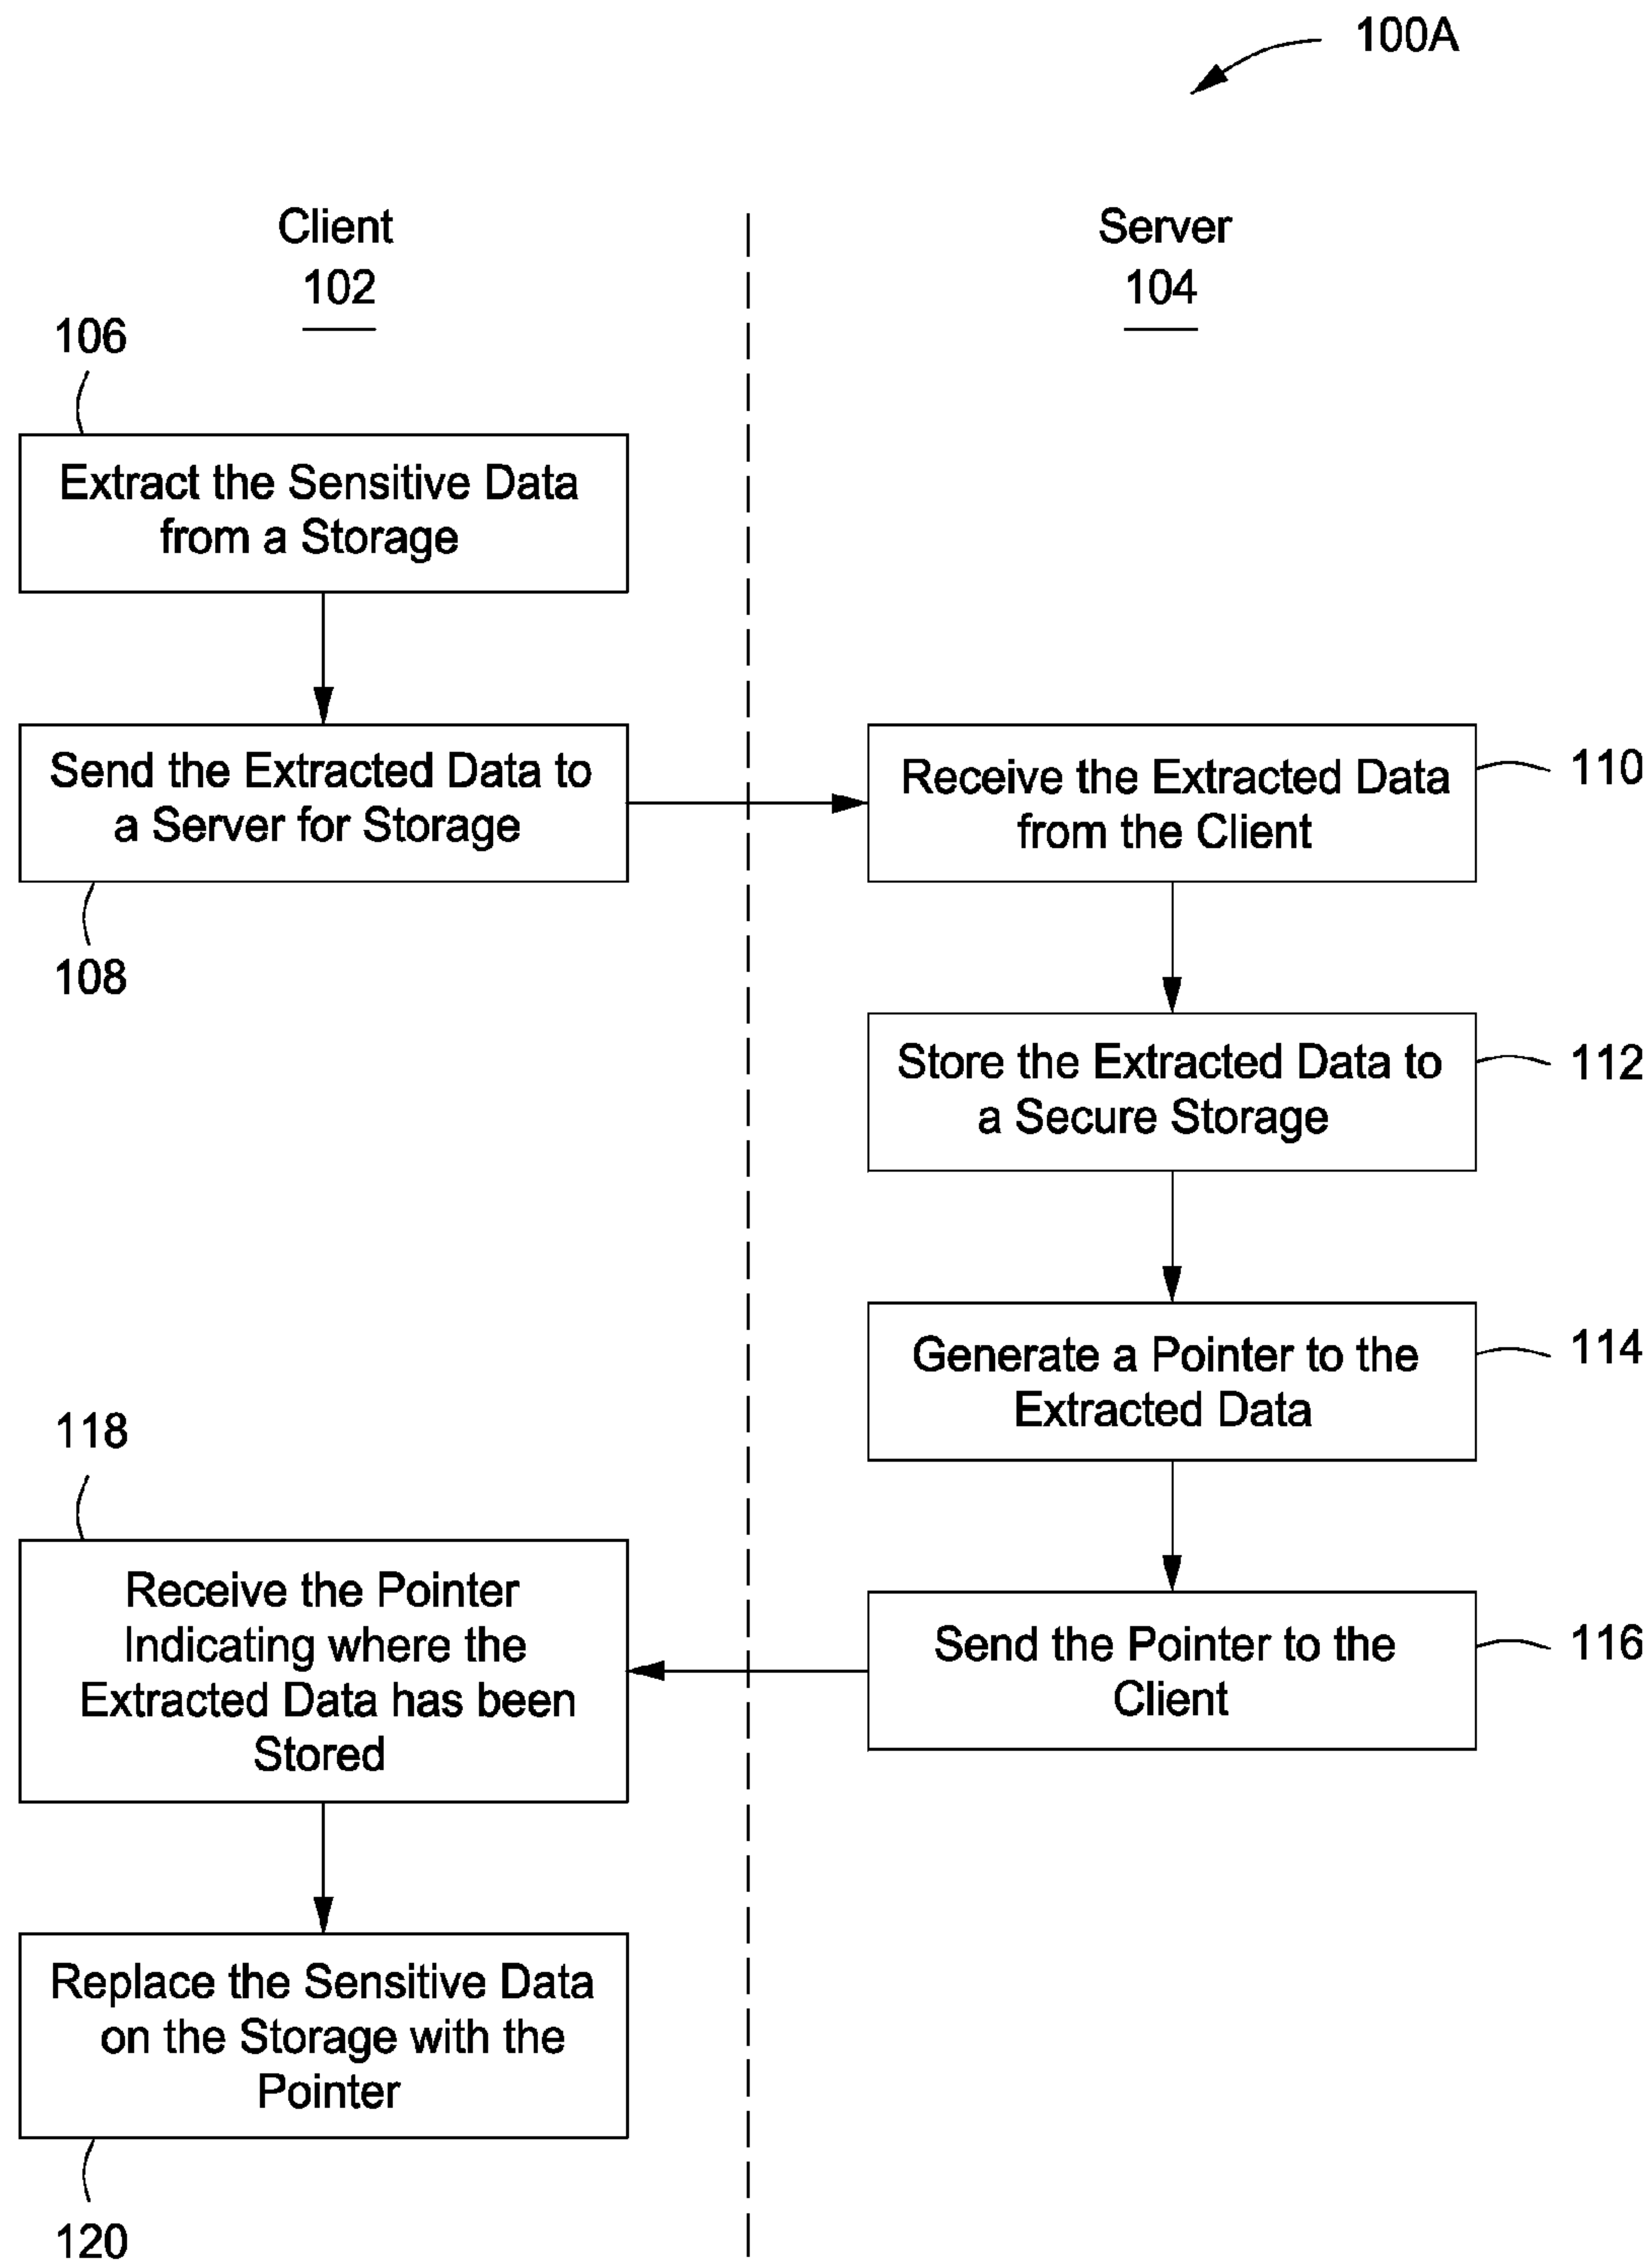 100A
Client
102
Server
104
106
Extract the Sensitive Data
from a Storage
Send the Extracted Data to
a Server for Storage
108
Receive the Extracted Data
from the Client
110
Store the Extracted Data to
a Secure Storage
112
Generate a Pointer to the
Extracted Data
114
Send the Pointer to the
Client
116
118
Receive the Pointer
Indicating where the
Extracted Data has been
Stored
Replace the Sensitive Data
on the Storage with the
Pointer
120